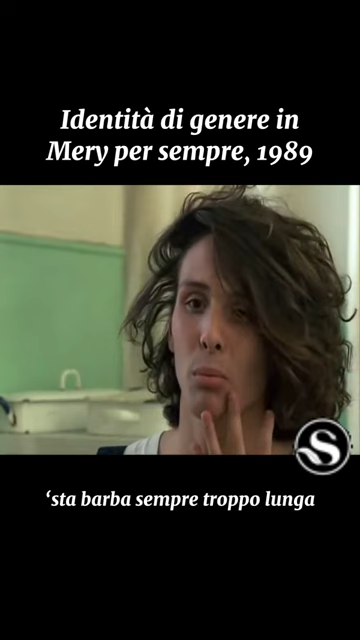 Identità di genere in
Mery per sempre, 1989
S
‘sta barba sempre troppo lunga